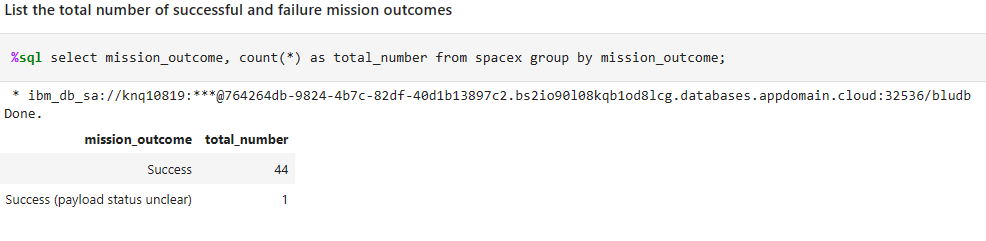 List the total number of successful and failure mission outcomes
%sql select mission_outcome, count(*) as total_number from spacex group by mission_outcome;
* ibm_db_sa://knq10819:***@764264db-9824-4b7c-82df-40d1b13897c2.bs2io90l08kqb1od8lcg.databases.appdomain.cloud:32536/bludb
Done.
mission_outcome total_number
Success 44
Success (payload status unclear) 1